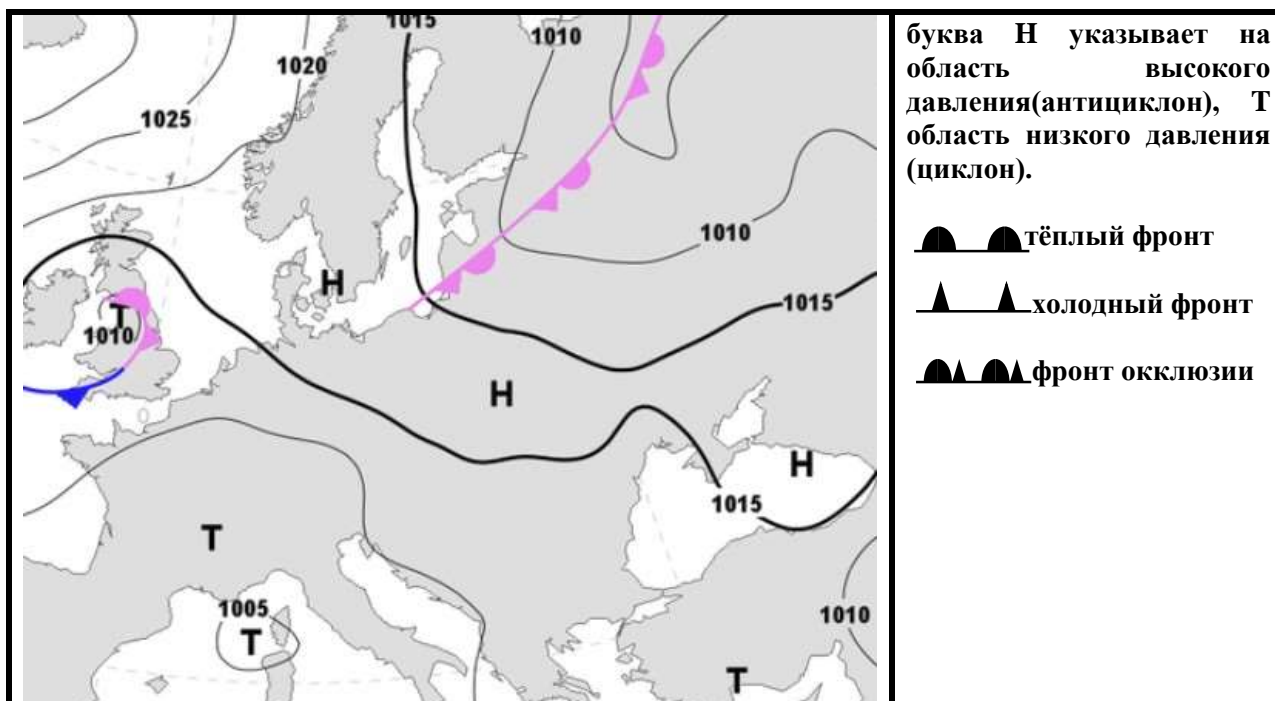 1015
1010
1020
1025
1010
H
1015
T
1010
H
H
1015
T
1005
T
1010
T
буква Н указывает на
область высокого
давления(антициклон), Т
область низкого давления
(циклон).
тёплый фронт
холодный фронт
фронт окклюзии